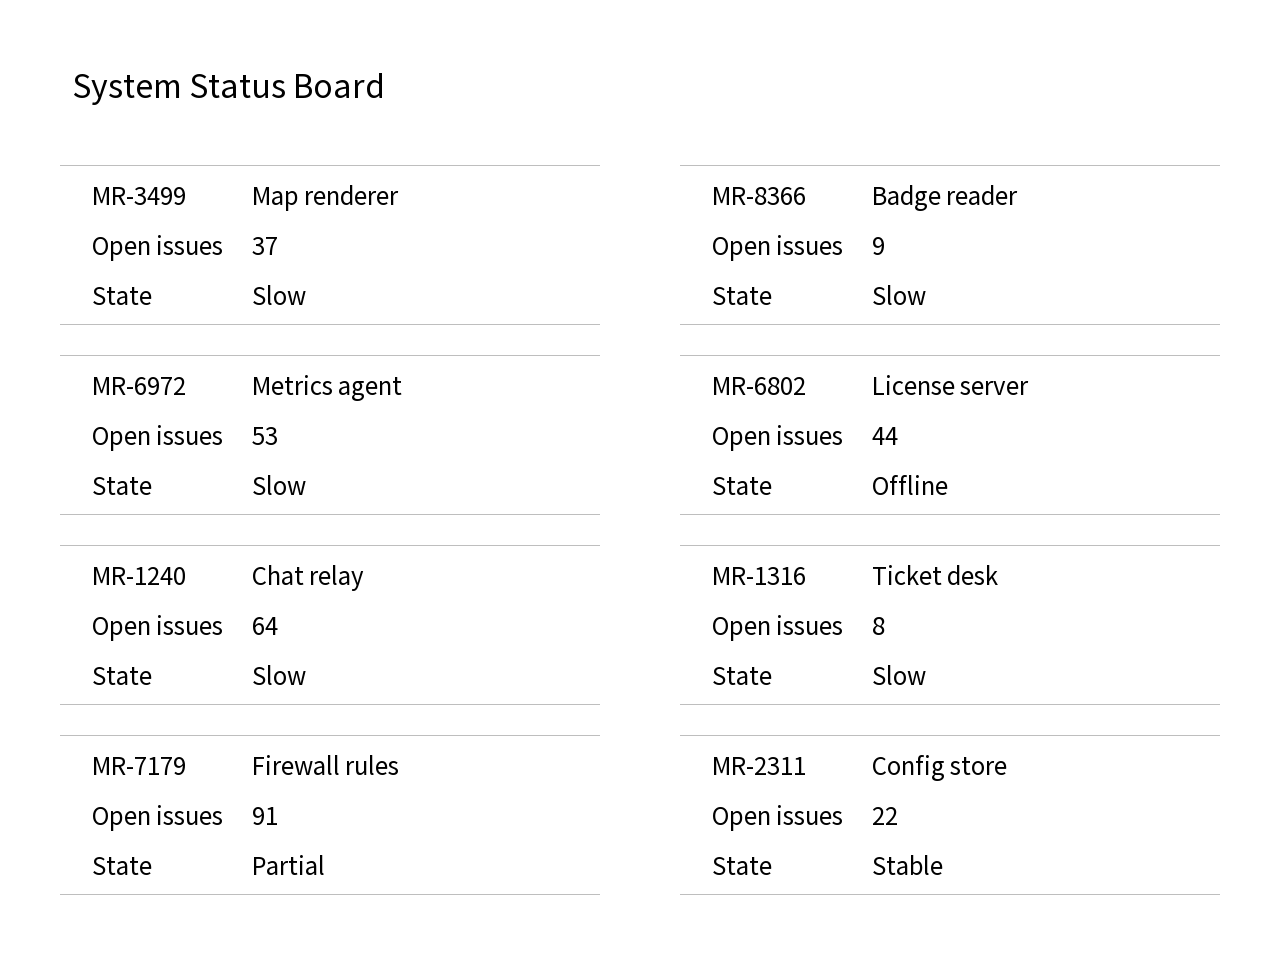 System Status Board
MR-3499 Map renderer
Open issues 37
State Slow
MR-6972 Metrics agent
Open issues 53
State Slow
MR-1240 Chat relay
Open issues 64
State Slow
MR-7179 Firewall rules
Open issues 91
State Partial
MR-8366 Badge reader
Open issues 9
State Slow
MR-6802 License server
Open issues 44
State Offline
MR-1316 Ticket desk
Open issues 8
State Slow
MR-2311 Config store
Open issues 22
State Stable